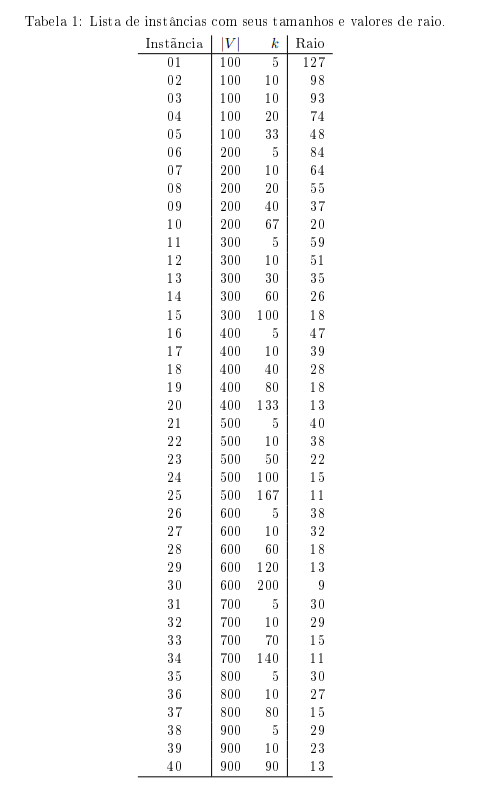 Tabela 1: Lista de instâncias com seus tamanhos e valores de raio.
Instância |V| k Raio
01 100 5 127
02 100 10 98
03 100 10 93
04 100 20 74
05 100 33 48
06 200 5 84
07 200 10 64
08 200 20 55
09 200 40 37
10 200 67 20
11 300 5 59
12 300 10 51
13 300 30 35
14 300 60 26
15 300 100 18
16 400 5 47
17 400 10 39
18 400 40 28
19 400 80 18
20 400 133 13
21 500 5 40
22 500 10 38
23 500 50 22
24 500 100 15
25 500 167 11
26 600 5 38
27 600 10 32
28 600 60 18
29 600 120 13
30 600 200 9
31 700 5 30
32 700 10 29
33 700 70 15
34 700 140 11
35 800 5 30
36 800 10 27
37 800 80 15
38 900 5 29
39 900 10 23
40 900 90 13